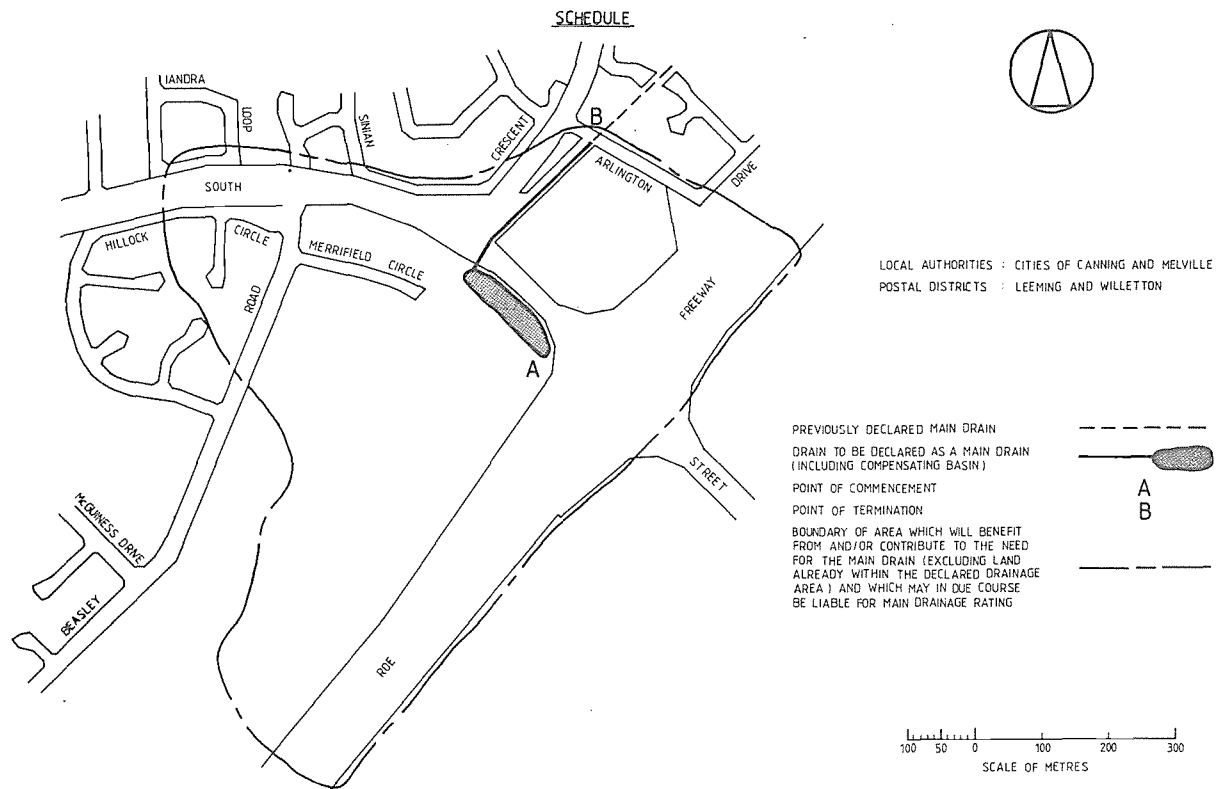 SCHEDULE
IANDRA
LOOP
SINIAN
CRESCENT
B
ARLINGTON
DRIVE
SOUTH
HILLOCK
CIRCLE
MERRIFIELD CIRCLE
ROAD
FREEWAY
A
STREET
McGUINESS DRIVE
BEASLEY
ROE
LOCAL AUTHORITIES : CITIES OF CANNING AND MELVILLE
POSTAL DISTRICTS : LEEMING AND WILLETTON
PREVIOUSLY DECLARED MAIN DRAIN
DRAIN TO BE DECLARED AS A MAIN DRAIN
(INCLUDING COMPENSATING BASIN)
POINT OF COMMENCEMENT A
POINT OF TERMINATION B
BOUNDARY OF AREA WHICH WILL BENEFIT
FROM AND/OR CONTRIBUTE TO THE NEED
FOR THE MAIN DRAIN (EXCLUDING LAND
ALREADY WITHIN THE DECLARED DRAINAGE
AREA) AND WHICH MAY IN DUE COURSE
BE LIABLE FOR MAIN DRAINAGE RATING
100 50 0 100 200 300
SCALE OF METRES